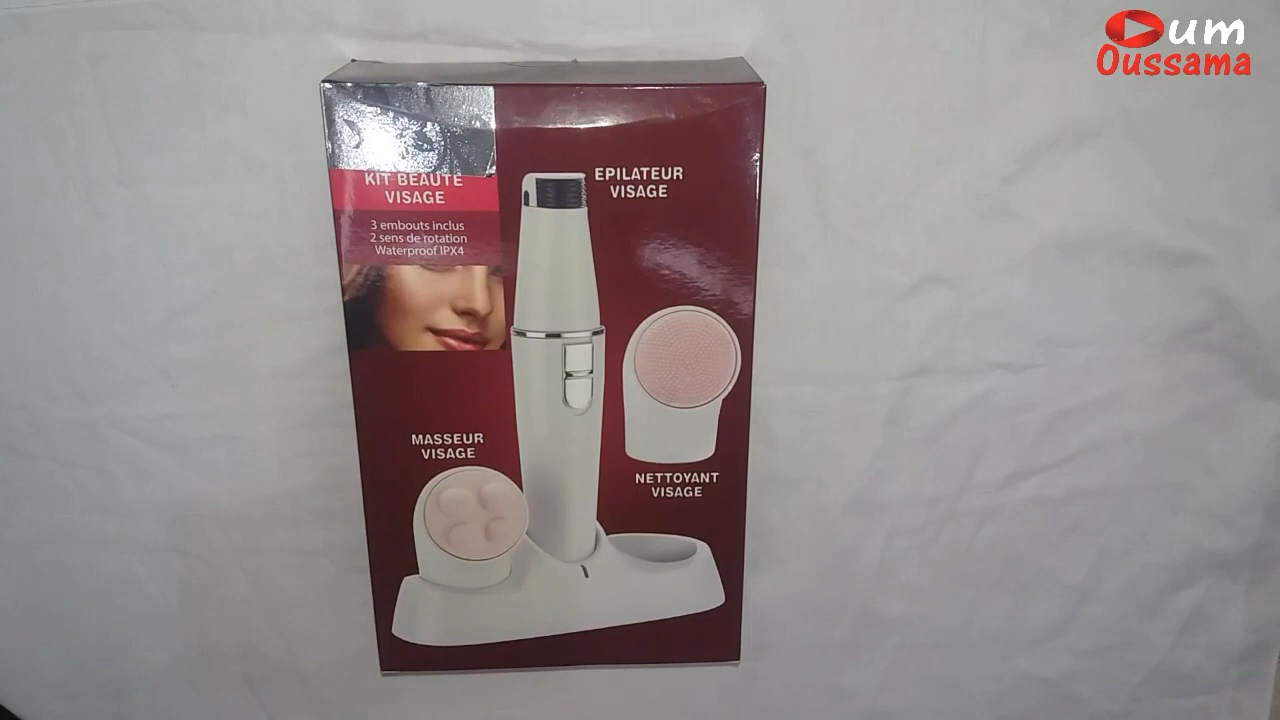 um
Oussama
KIT BEAUTÉ
VISAGE
3 embouts inclus
2 sens de rotation
Waterproof IPX4
EPILATEUR
VISAGE
MASSEUR
VISAGE
NETTOYANT
VISAGE